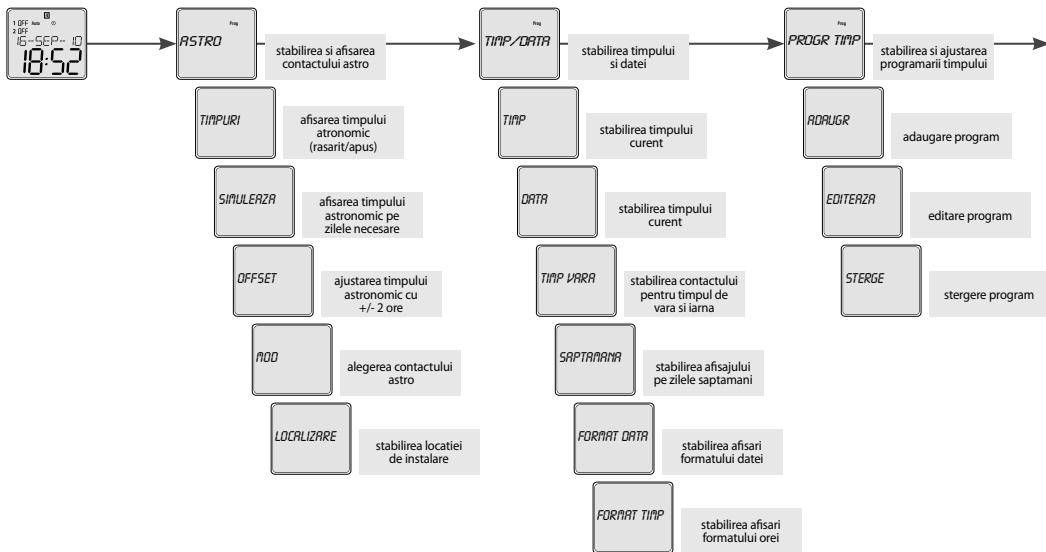 1 OFF Auto
2 OFF
16-SEP-10
18:52
Prog
ASTRO
stabilirea si afisarea
contactului astro
TIMPURI
afisarea timpului
atronomic
(rasarit/apus)
SIMULEAZA
afisarea timpului
astronomic pe
zilele necesare
OFFSET
ajustarea timpului
astronomic cu
+/- 2 ore
MOD
alegerea contactului
astro
LOCALIZARE
stabilirea locatiei
de instalare
Prog
TIMP/DATA
stabilirea timpului
si datei
TIMP
stabilirea timpului
curent
DATA
stabilirea timpului
curent
TIMP VARA
stabilirea contactului
pentru timpul de
vara si iarna
SAPTAMANA
stabilirea afisajului
pe zilele saptamani
FORMAT DATA
stabilirea afisari
formatului datei
FORMAT TIMP
stabilirea afisari
formatului orei
Prog
PROGR TIMP
stabilirea si ajustarea
programarii timpului
ADAUGR
adaugare program
EDITEAZA
editare program
STERGE
stergere program